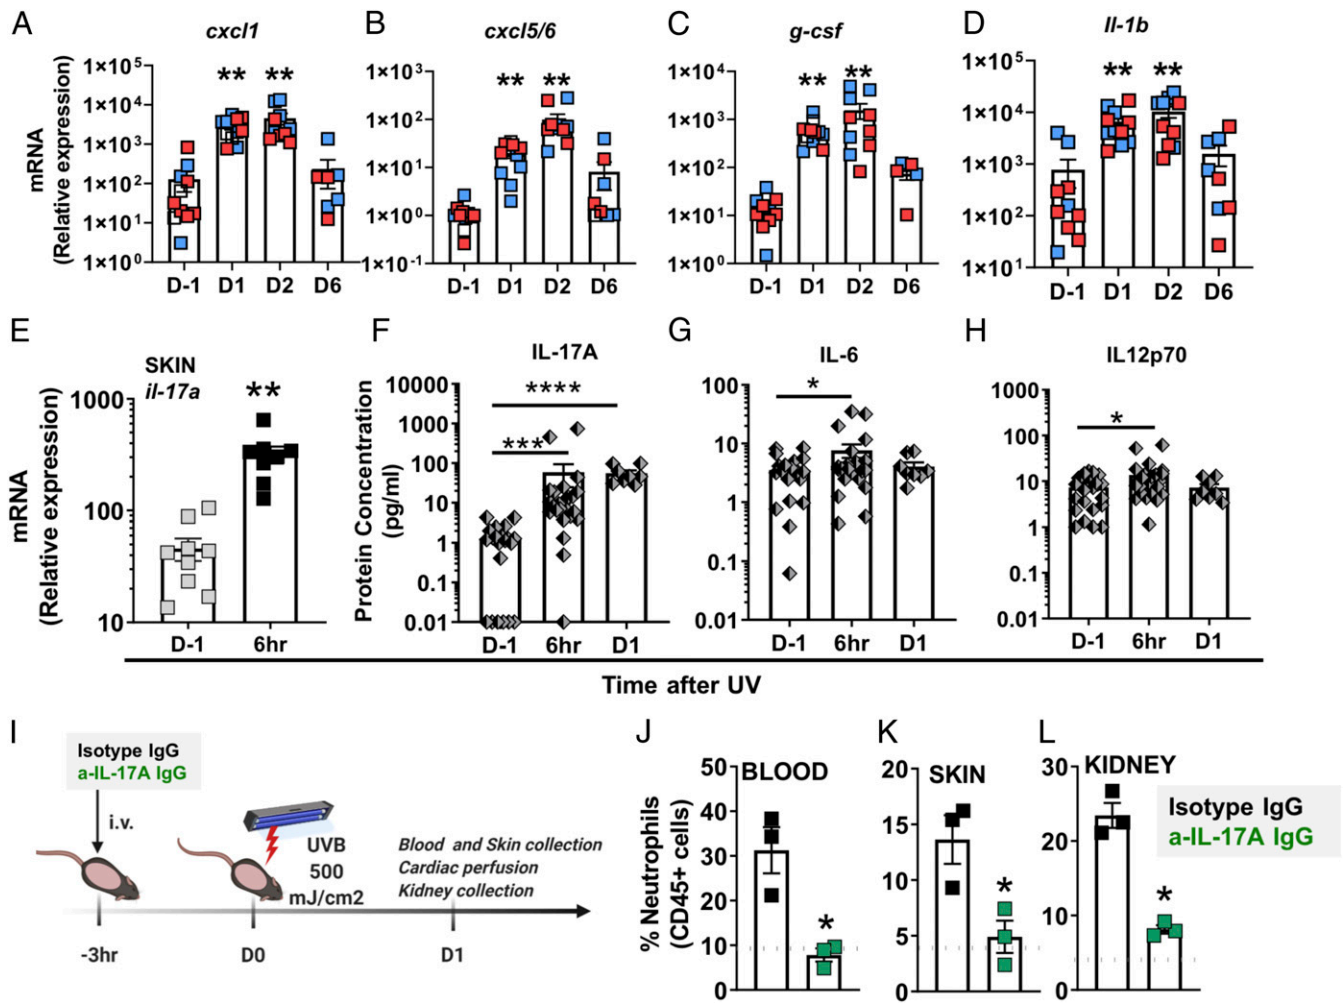 A
cxcl1
mRNA
(Relative expression)
1×10⁵
1×10⁴
1×10³
1×10²
1×10¹
1×10⁰
**
**
D-1 D1 D2 D6
B
cxcl5/6
1×10³
1×10²
1×10¹
1×10⁰
1×10⁻¹
**
**
D-1 D1 D2 D6
C
g-csf
1×10⁴
1×10³
1×10²
1×10¹
1×10⁰
**
**
D-1 D1 D2 D6
D
Il-1b
1×10⁵
1×10⁴
1×10³
1×10²
1×10¹
**
**
D-1 D1 D2 D6
E
SKIN
il-17a
mRNA
(Relative expression)
1000
100
10
**
D-1 6hr
F
IL-17A
Protein Concentration
(pg/ml)
10000
1000
100
10
1
0.1
0.01
****
***
D-1 6hr D1
G
IL-6
100
10
1
0.1
0.01
*
D-1 6hr D1
H
IL12p70
1000
100
10
1
0.1
0.01
*
D-1 6hr D1
Time after UV
I
Isotype IgG
a-IL-17A IgG
i.v.
UVB
500
mJ/cm2
Blood and Skin collection
Cardiac perfusion
Kidney collection
-3hr D0 D1
J
BLOOD
% Neutrophils
(CD45+ cells)
50
40
30
20
10
0
*
K
SKIN
20
15
10
5
0
*
L
KIDNEY
30
20
10
0
*
Isotype IgG
a-IL-17A IgG